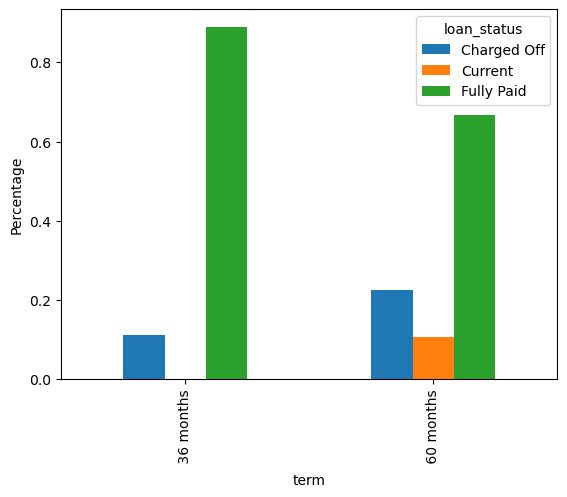 loan_status
Charged Off
Current
Fully Paid
Percentage
0.8
0.6
0.4
0.2
0.0
36 months
60 months
term